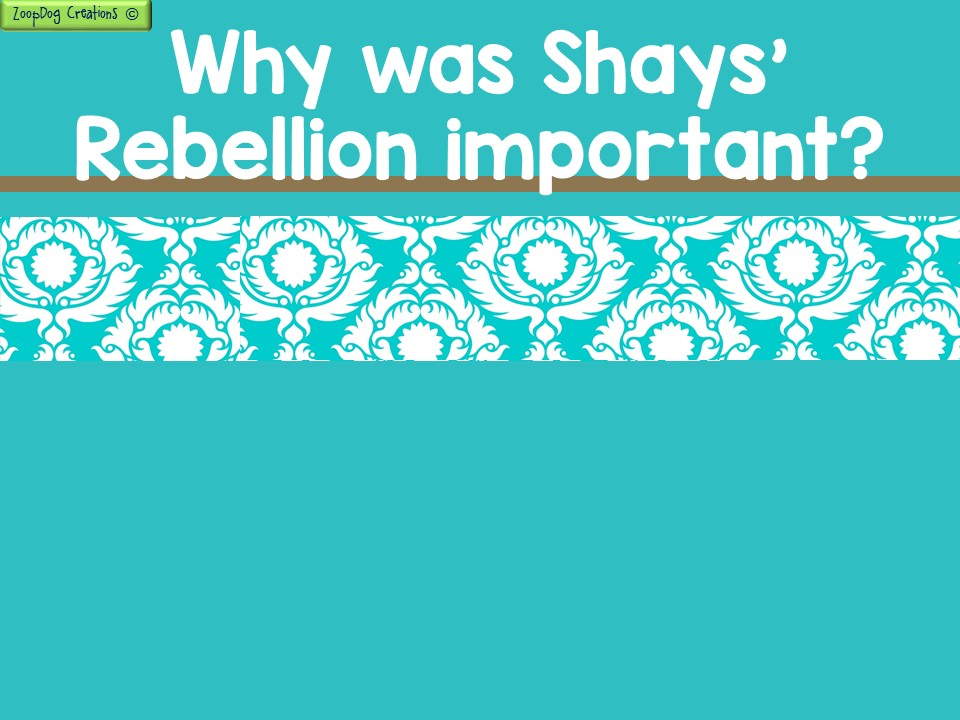 ZoopDog Creations ©
Why was Shays’
Rebellion important?